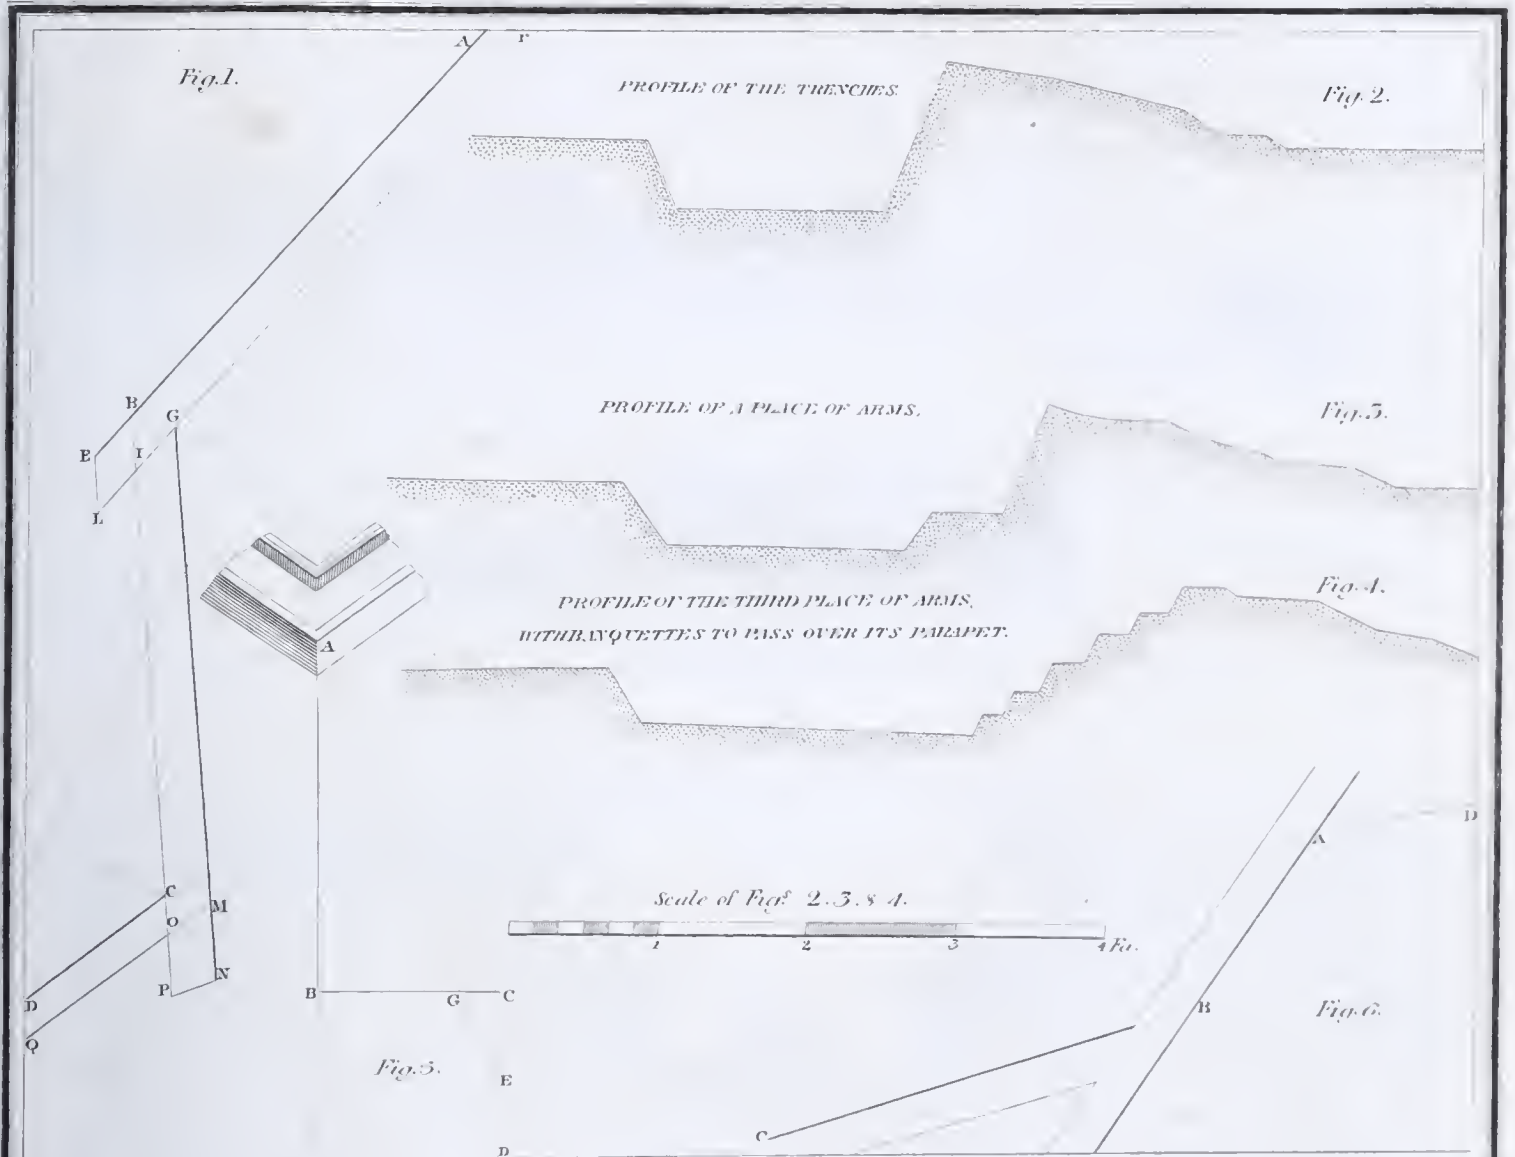 Fig. 1.
A
r
PROFILE OF THE TRENCHES.
Fig. 2.
B
G
E
I
L
PROFILE OF A PLACE OF ARMS.
Fig. 3.
PROFILE OF THE THIRD PLACE OF ARMS,
WITH BANQUETTES TO PASS OVER ITS PARAPET.
Fig. 4.
A
C
O
M
N
P
D
Q
B
G
C
Fig. 5.
E
D
Scale of Figs. 2. 3. & 4.
1 2 3 4 Fa.
D
A
B
Fig. 6.
C